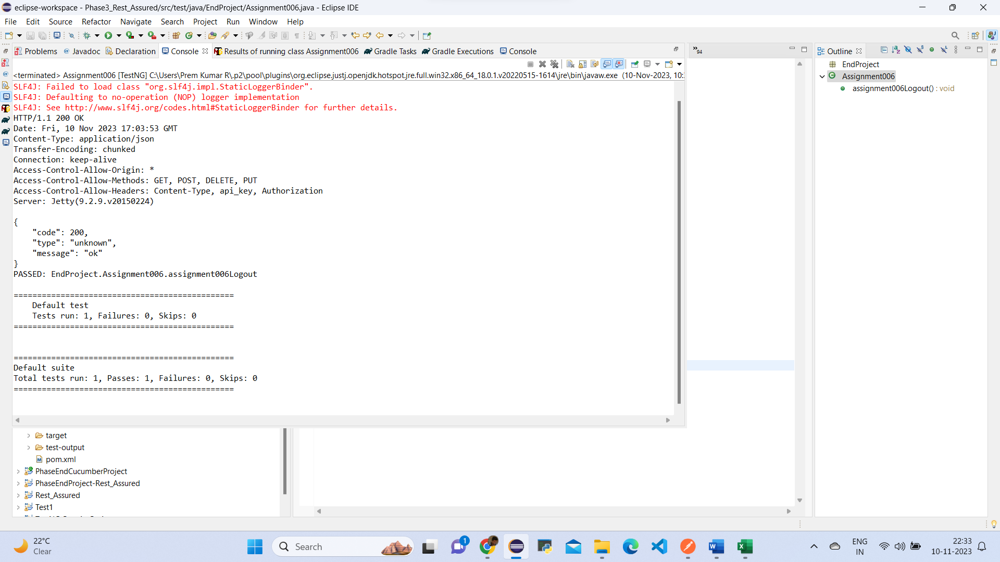 eclipse-workspace - Phase3_Rest_Assured/src/test/java/EndProject/Assignment006.java - Eclipse IDE
File Edit Source Refactor Navigate Search Project Run Window Help
Problems Javadoc Declaration Console Results of running class Assignment006 Gradle Tasks Gradle Executions Console
94
Outline
<terminated> Assignment006 [TestNG] C:\Users\Prem Kumar R\.p2\pool\plugins\org.eclipse.justj.openjdk.hotspot.jre.full.win32.x86_64_18.0.1.v20220515-1614\jre\bin\javaw.exe (10-Nov-2023, 10:
SLF4J: Failed to load class "org.slf4j.impl.StaticLoggerBinder".
SLF4J: Defaulting to no-operation (NOP) logger implementation
SLF4J: See http://www.slf4j.org/codes.html#StaticLoggerBinder for further details.
HTTP/1.1 200 OK
Date: Fri, 10 Nov 2023 17:03:53 GMT
Content-Type: application/json
Transfer-Encoding: chunked
Connection: keep-alive
Access-Control-Allow-Origin: *
Access-Control-Allow-Methods: GET, POST, DELETE, PUT
Access-Control-Allow-Headers: Content-Type, api_key, Authorization
Server: Jetty(9.2.9.v20150224)
{
"code": 200,
"type": "unknown",
"message": "ok"
}
PASSED: EndProject.Assignment006.assignment006Logout
===============================================
Default test
Tests run: 1, Failures: 0, Skips: 0
===============================================
===============================================
Default suite
Total tests run: 1, Passes: 1, Failures: 0, Skips: 0
===============================================
EndProject
Assignment006
assignment006Logout() : void
target
test-output
pom.xml
PhaseEndCucumberProject
PhaseEndProject-Rest_Assured
Rest_Assured
Test1
22°C
Clear
Search
1
ENG
IN
22:33
10-11-2023